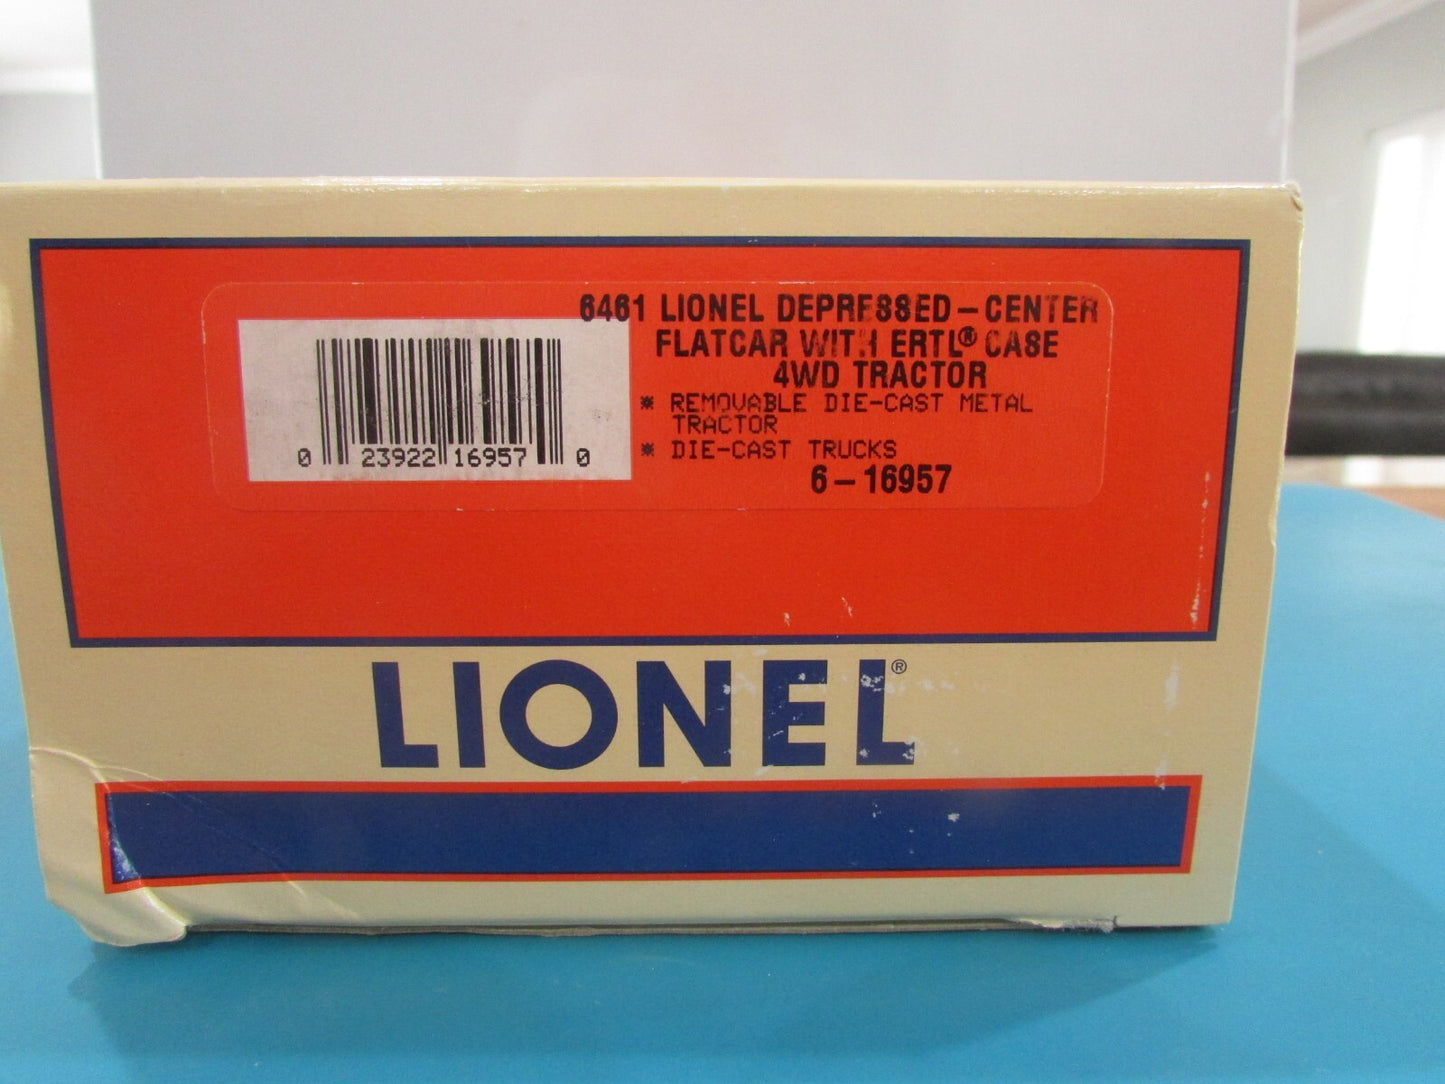 6461 LIONEL DEPRESSED-CENTER
FLATCAR WITH ERTL® CASE
4WD TRACTOR
* REMOVABLE DIE-CAST METAL
TRACTOR
* DIE-CAST TRUCKS
6-16957
0 23922 16957 0
LIONEL®